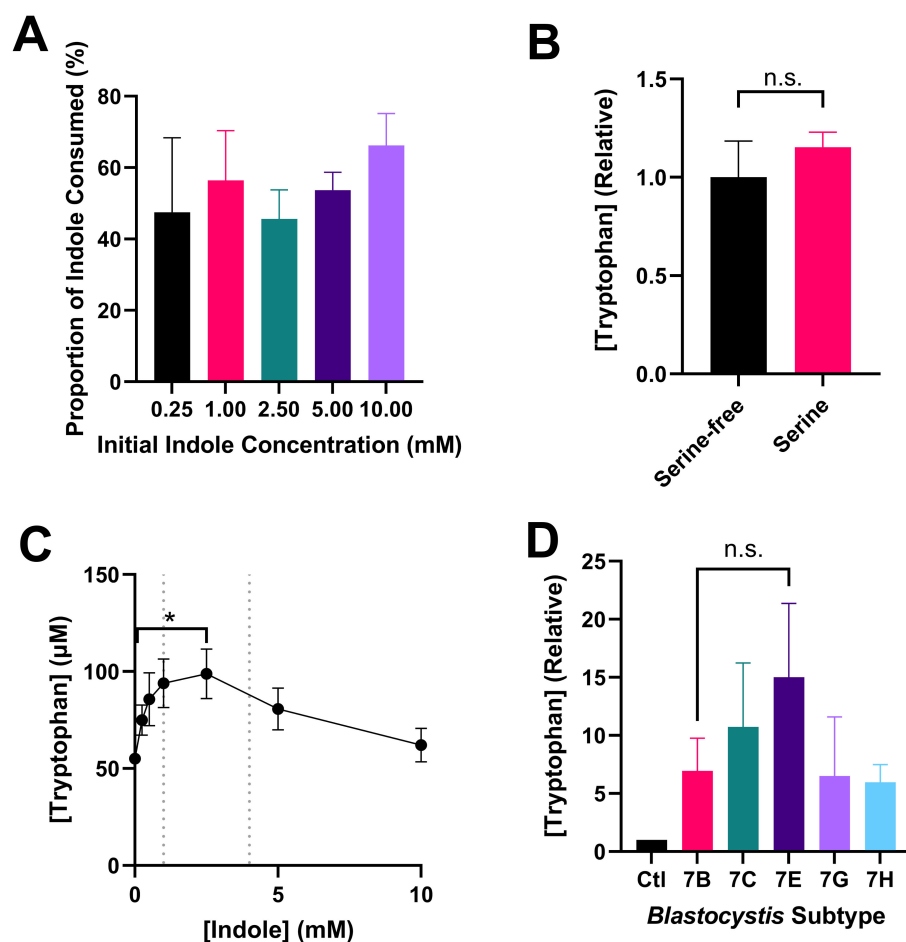 A
Proportion of Indole Consumed (%)
80
60
40
20
0
0.25 1.00 2.50 5.00 10.00
Initial Indole Concentration (mM)
B
[Tryptophan] (Relative)
n.s.
1.5
1.0
0.5
0.0
Serine-free
Serine
C
[Tryptophan] (µM)
150
100
50
0
*
0 5 10
[Indole] (mM)
D
[Tryptophan] (Relative)
n.s.
25
20
15
10
5
0
Ctl 7B 7C 7E 7G 7H
Blastocystis Subtype